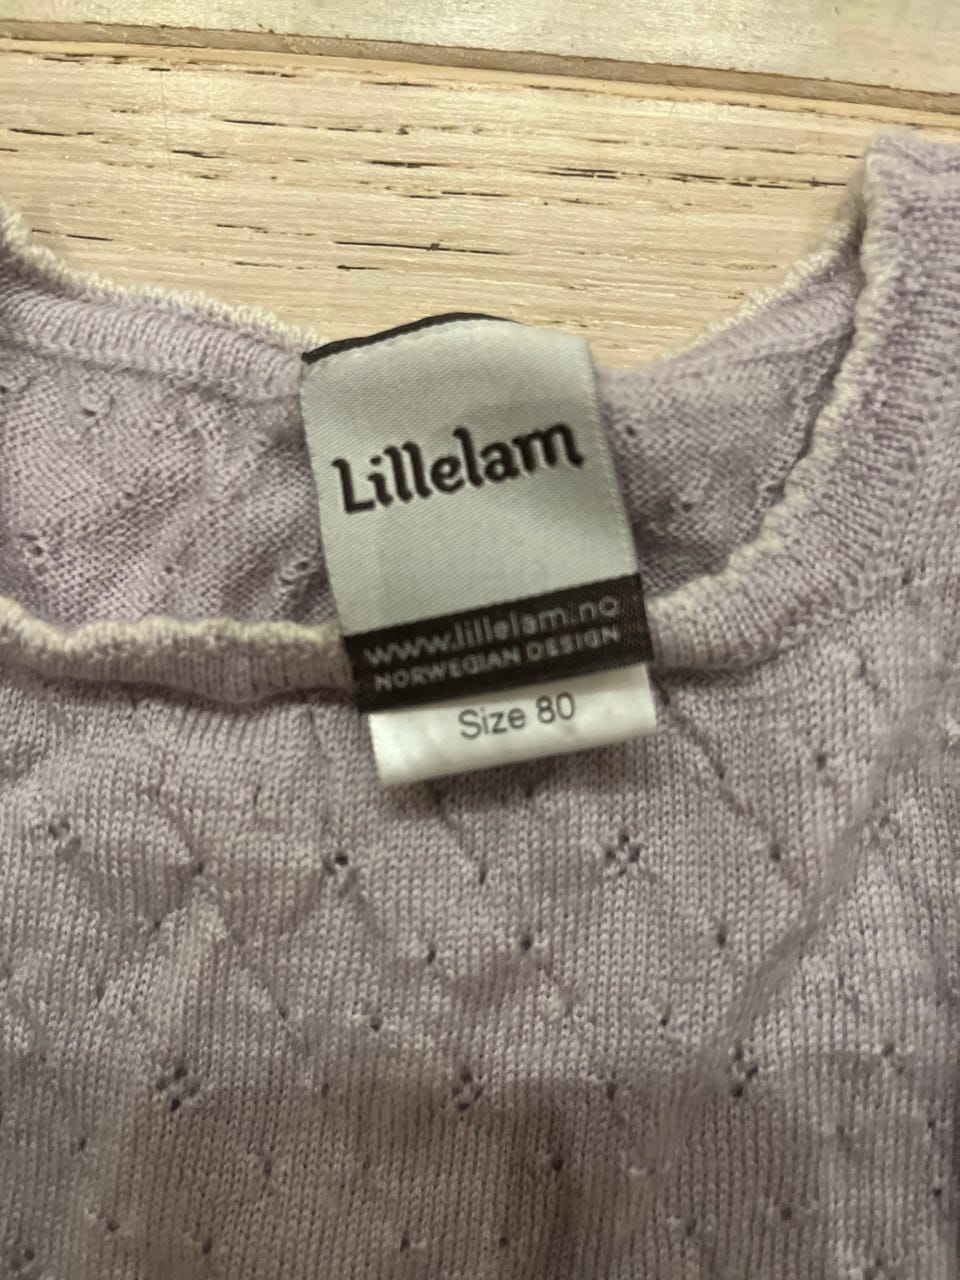 Lillelam
www.lillelam.no
NORWEGIAN DESIGN
Size 80